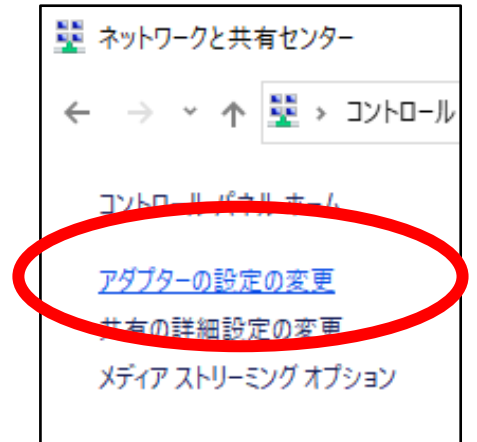 ネットワークと共有センター
← → ↑ › コントロール
コントロール パネル ホーム
アダプターの設定の変更
共有の詳細設定の変更
メディア ストリーミング オプション